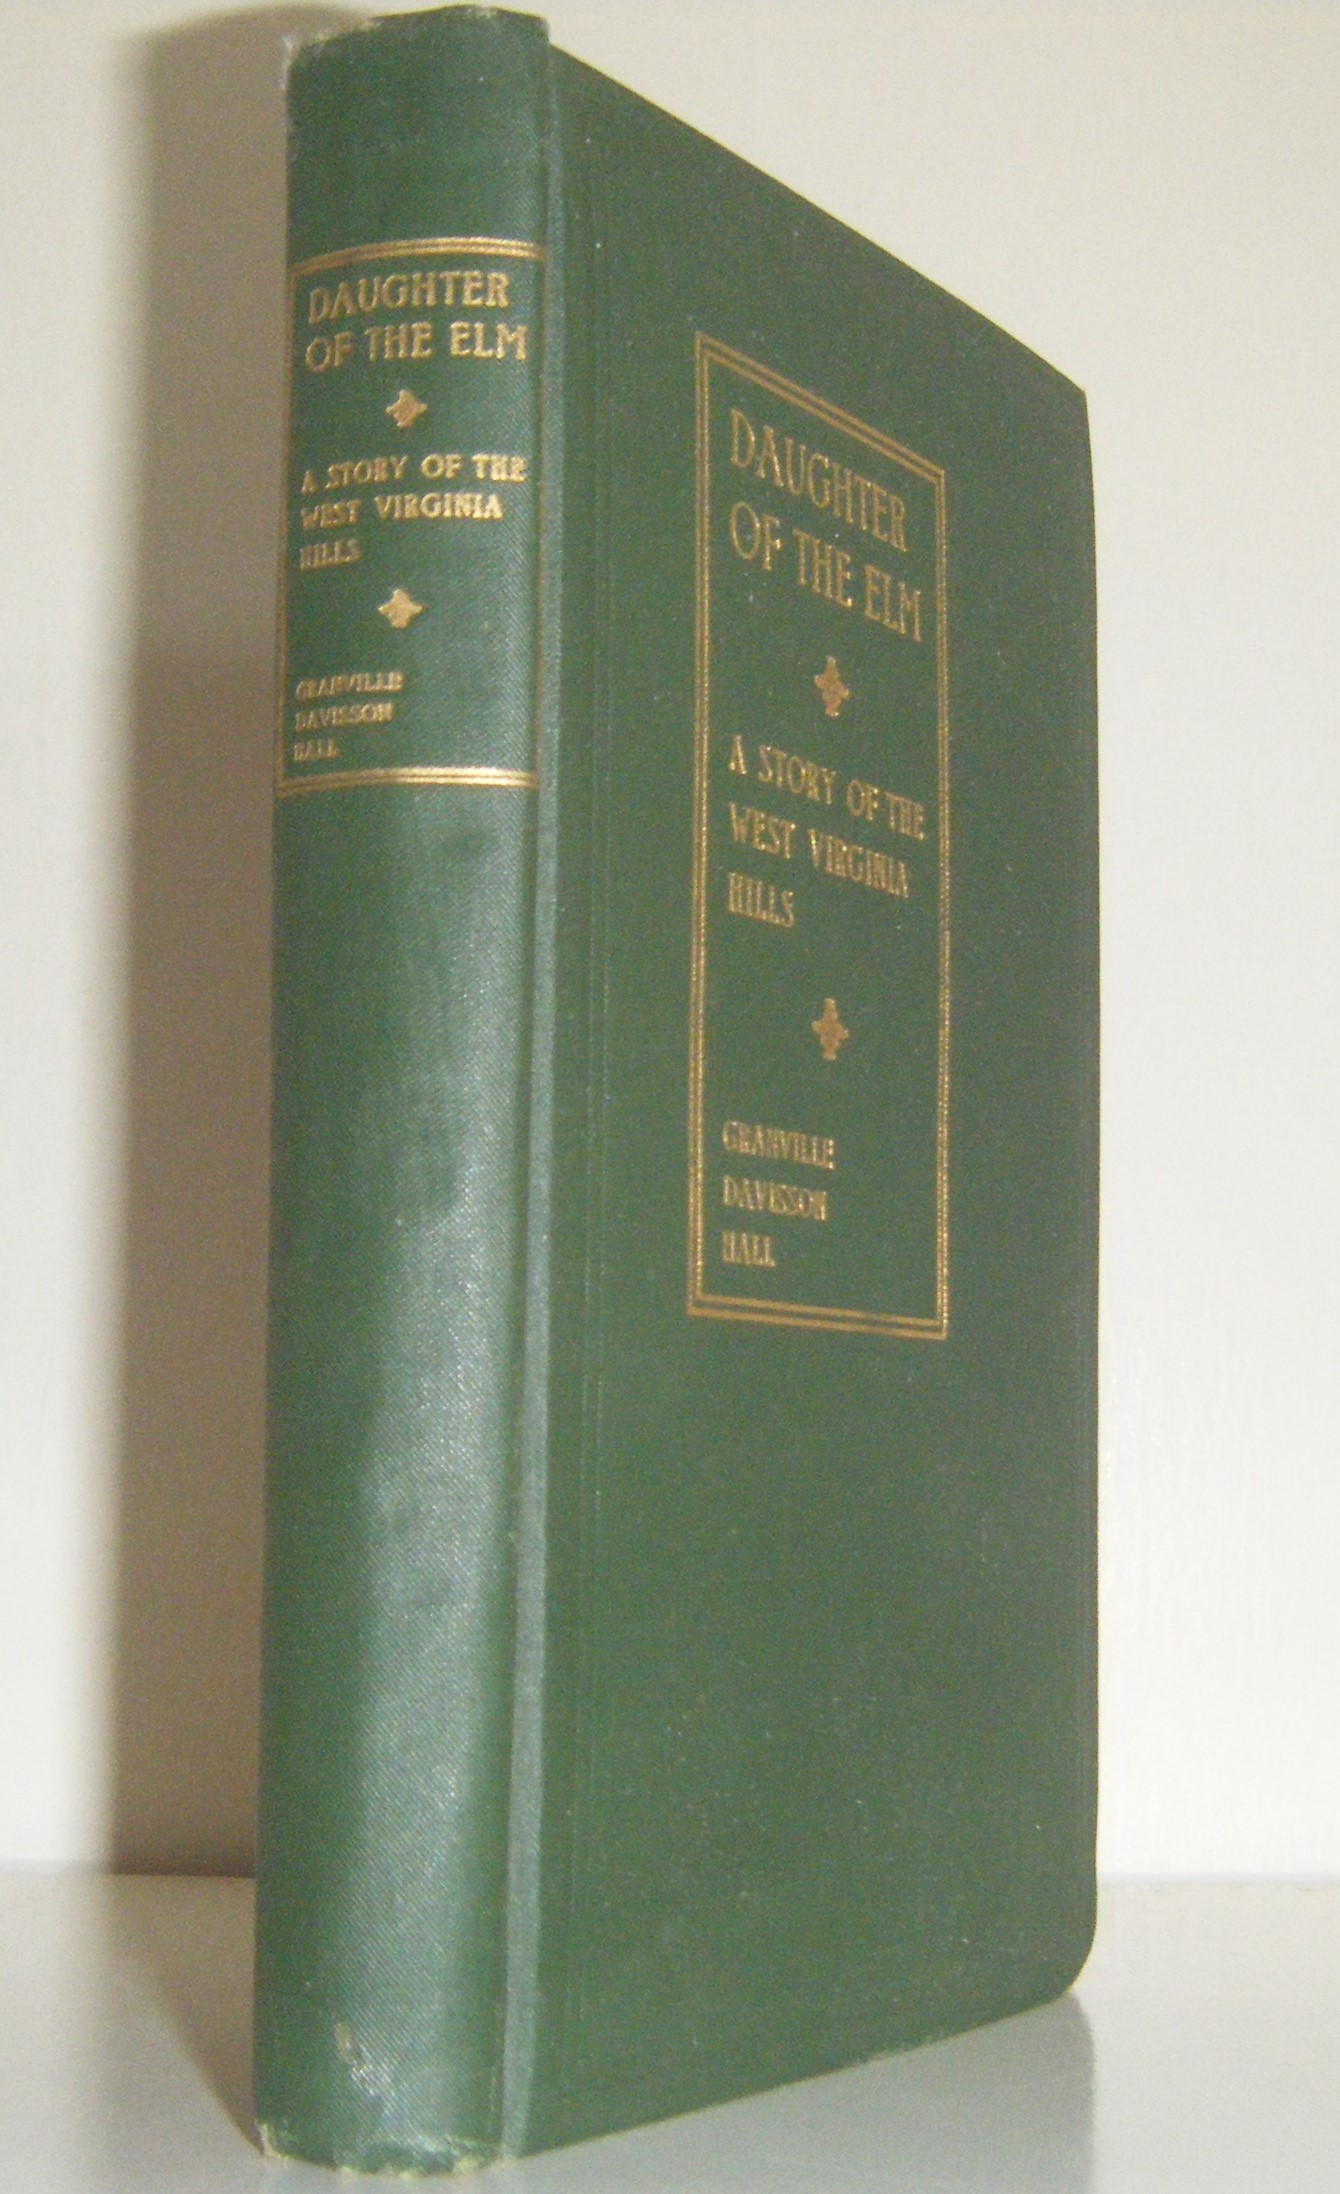 DAUGHTER
OF THE ELM
A STORY OF THE
WEST VIRGINIA
HILLS
GRANVILLE
DAVISSON
HALL
DAUGHTER
OF THE ELM
A STORY OF THE
WEST VIRGINIA
HILLS
GRANVILLE
DAVISSON
HALL